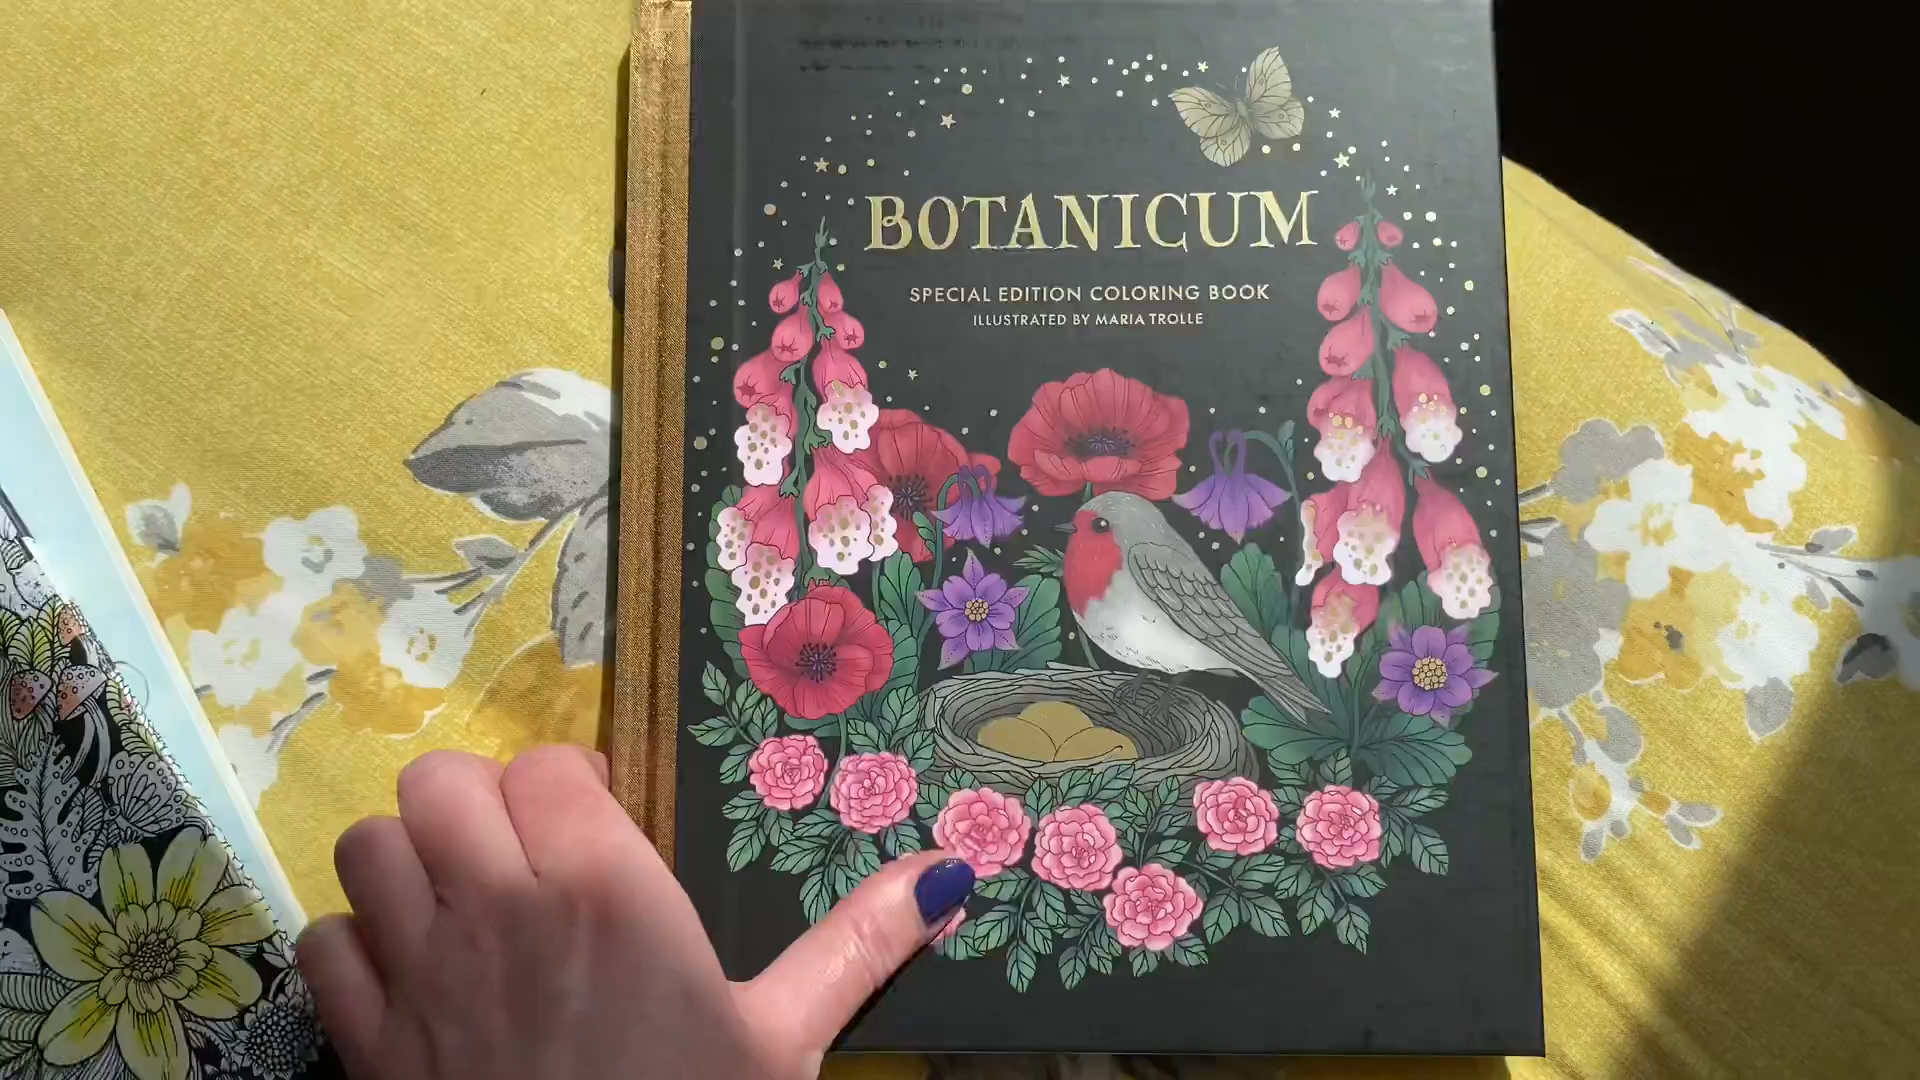 BOTANICUM
SPECIAL EDITION COLORING BOOK
ILLUSTRATED BY MARIA TROLLE